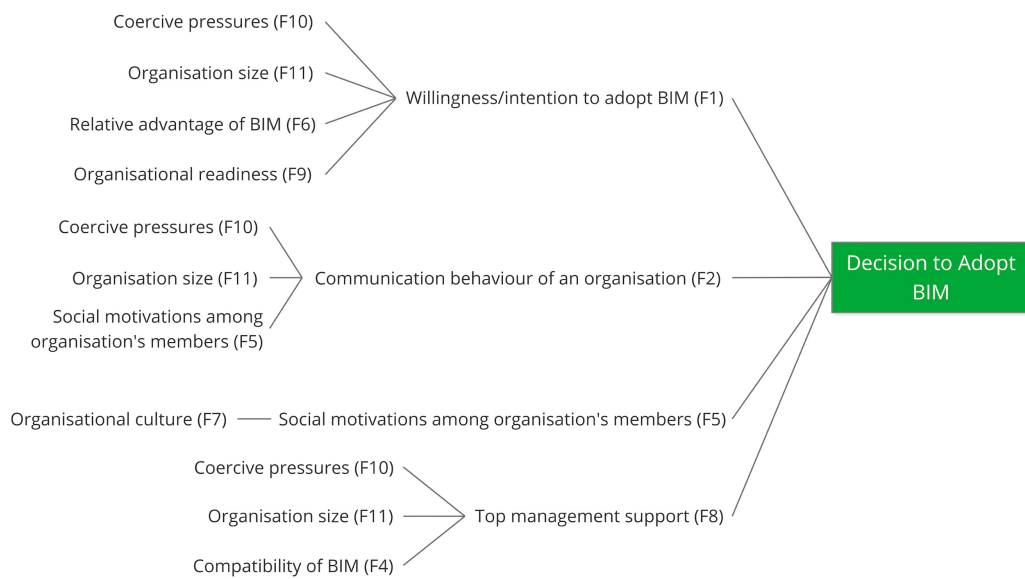 Coercive pressures (F10)
Organisation size (F11)
Willingness/intention to adopt BIM (F1)
Relative advantage of BIM (F6)
Organisational readiness (F9)
Coercive pressures (F10)
Organisation size (F11)
Communication behaviour of an organisation (F2)
Social motivations among
organisation's members (F5)
Decision to Adopt
BIM
Organisational culture (F7)
Social motivations among organisation's members (F5)
Coercive pressures (F10)
Organisation size (F11)
Top management support (F8)
Compatibility of BIM (F4)